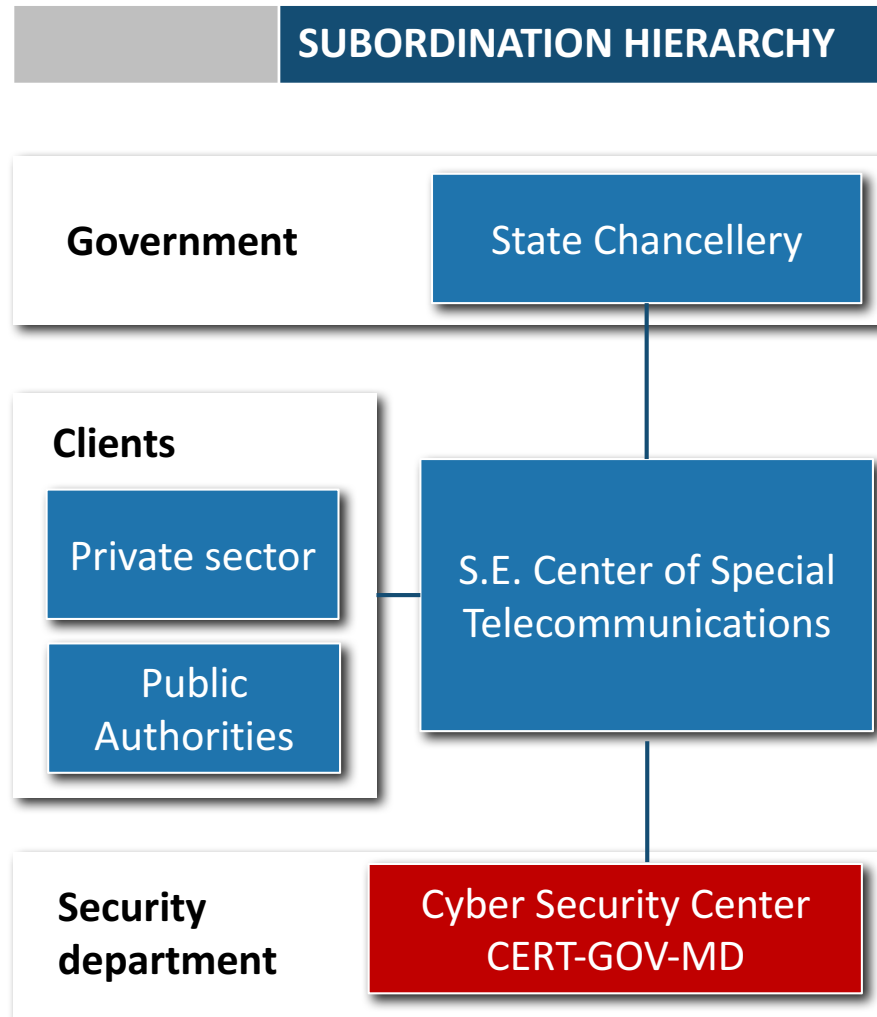 SUBORDINATION HIERARCHY
Government
State Chancellery
Clients
Private sector
Public
Authorities
S.E. Center of Special
Telecommunications
Security
department
Cyber Security Center
CERT-GOV-MD